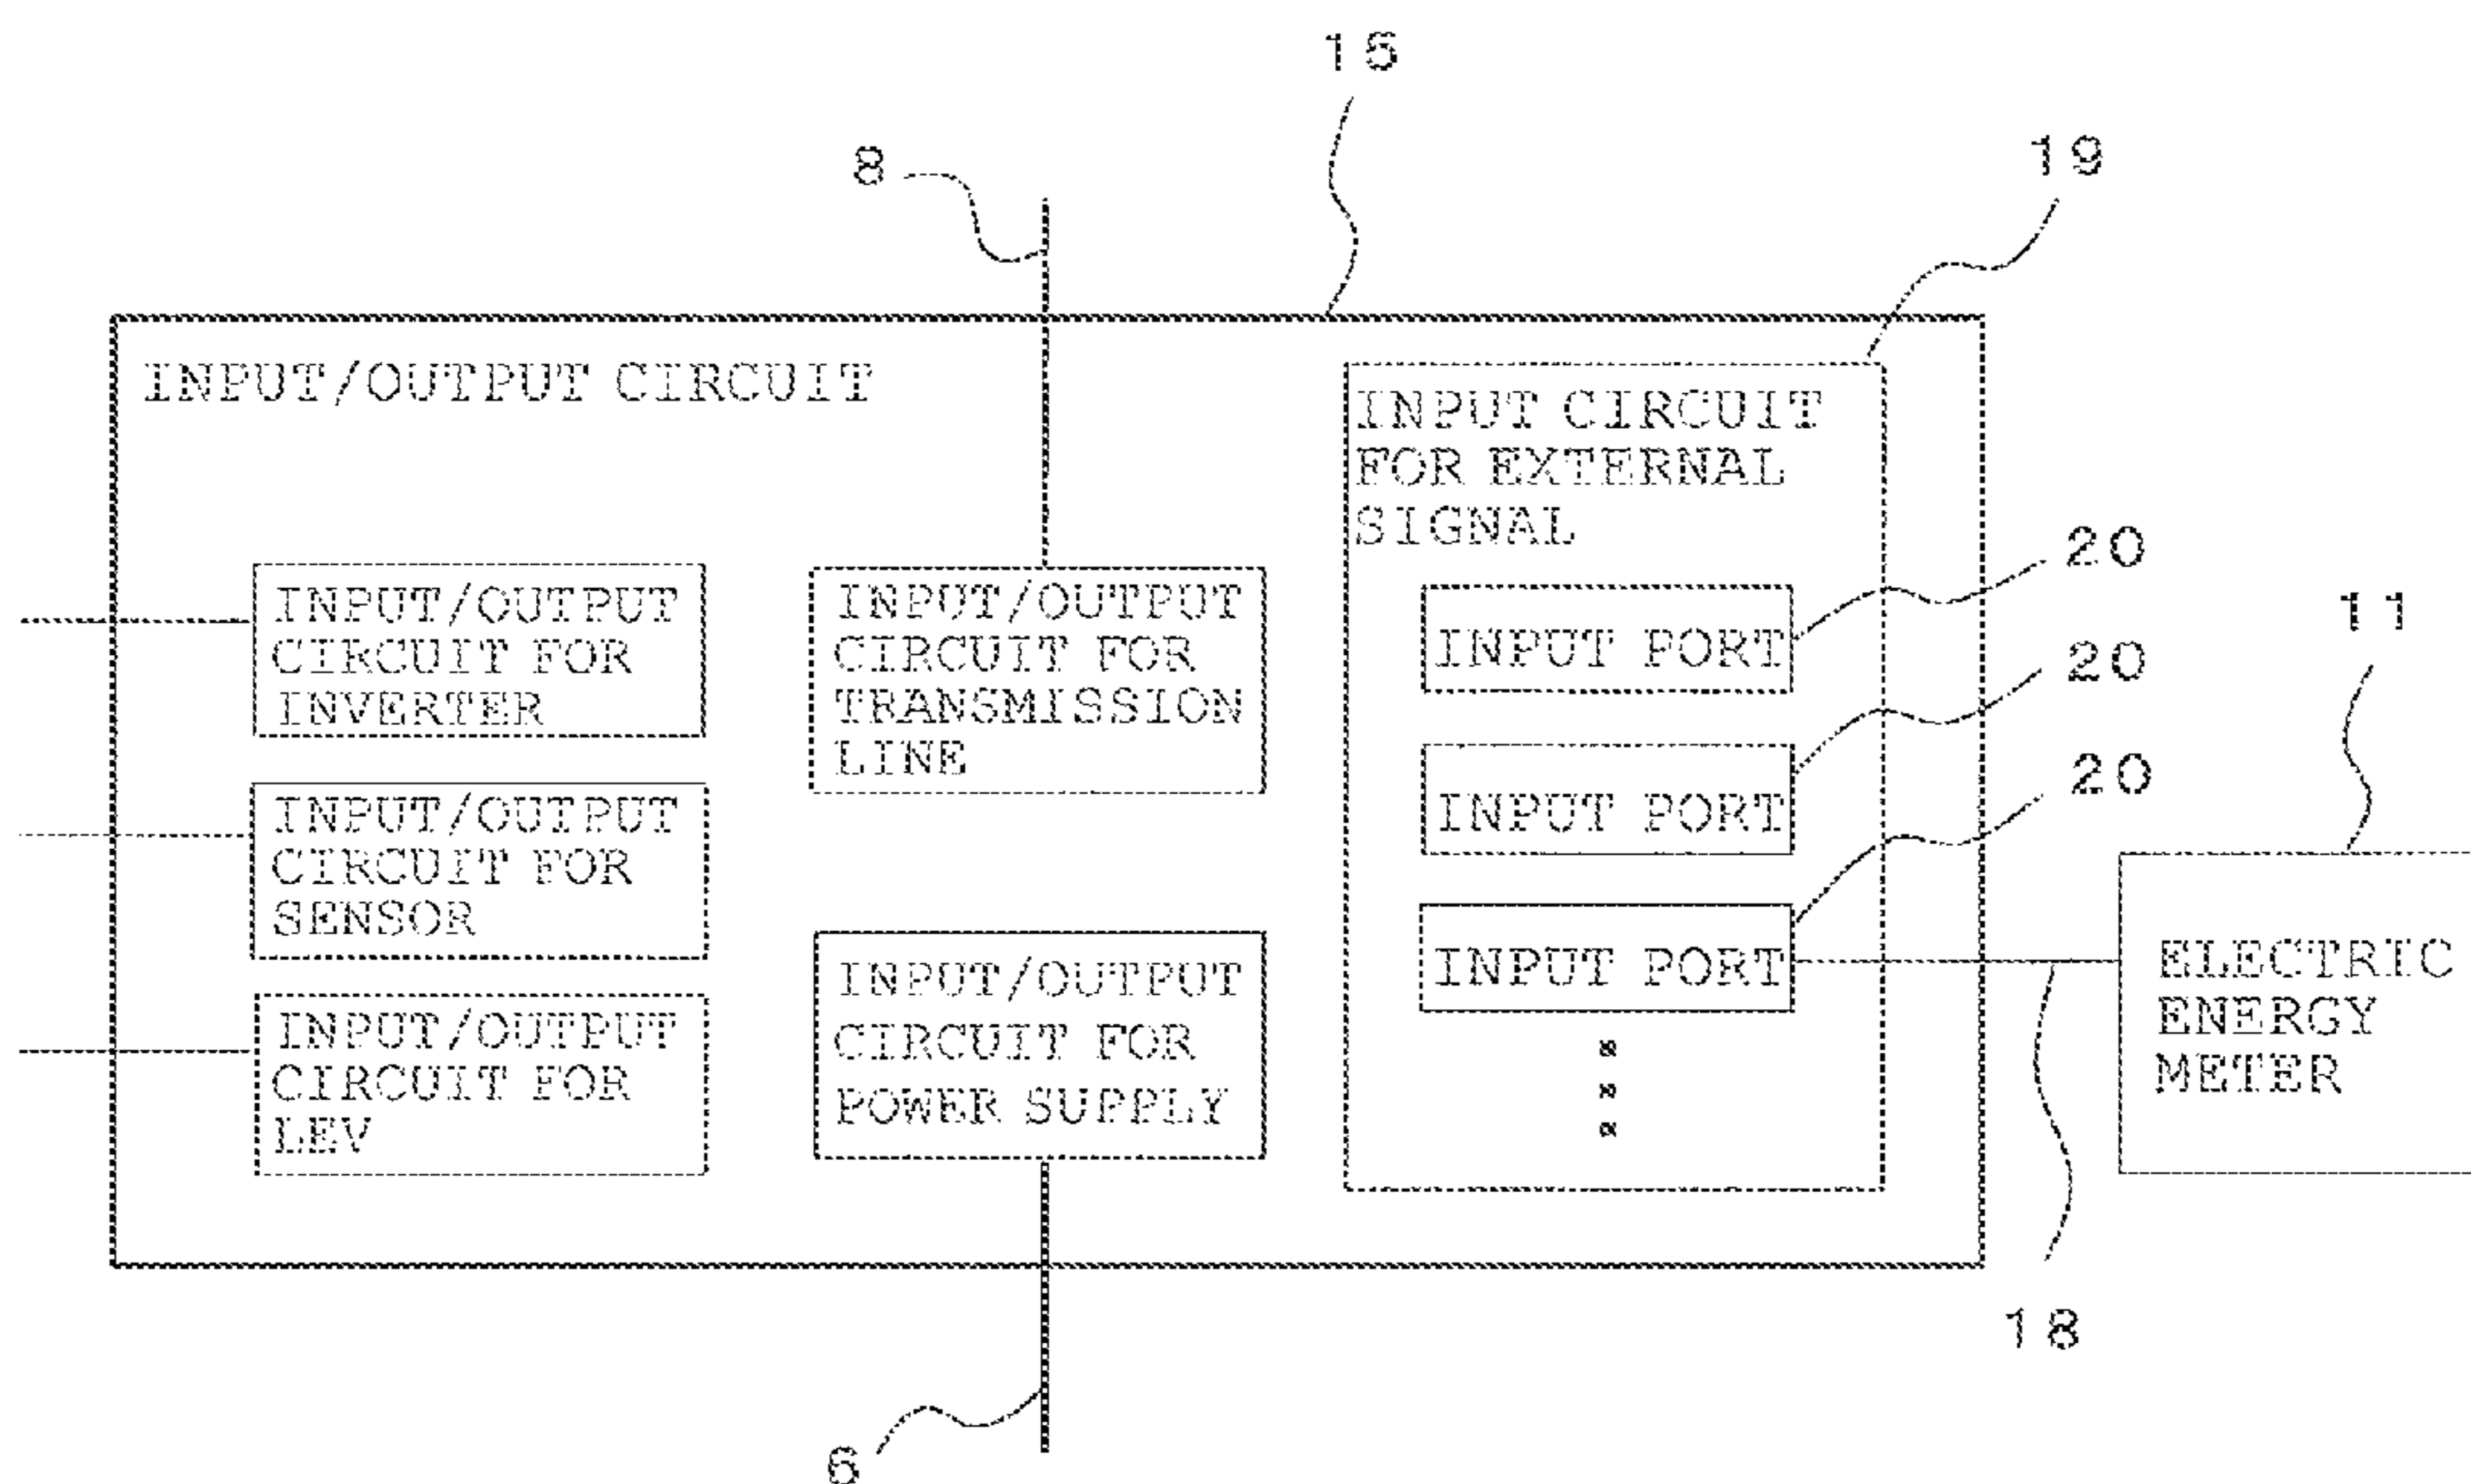 15
8
19
INPUT/OUTPUT CIRCUIT
INPUT CIRCUIT
FOR EXTERNAL
SIGNAL
20
INPUT PORT
20
INPUT PORT
20
INPUT PORT
11
INPUT/OUTPUT
CIRCUIT FOR
INVERTER
INPUT/OUTPUT
CIRCUIT FOR
TRANSMISSION
LINE
INPUT/OUTPUT
CIRCUIT FOR
SENSOR
INPUT/OUTPUT
CIRCUIT FOR
POWER SUPPLY
INPUT/OUTPUT
CIRCUIT FOR
LEV
ELECTRIC
ENERGY
METER
18
6